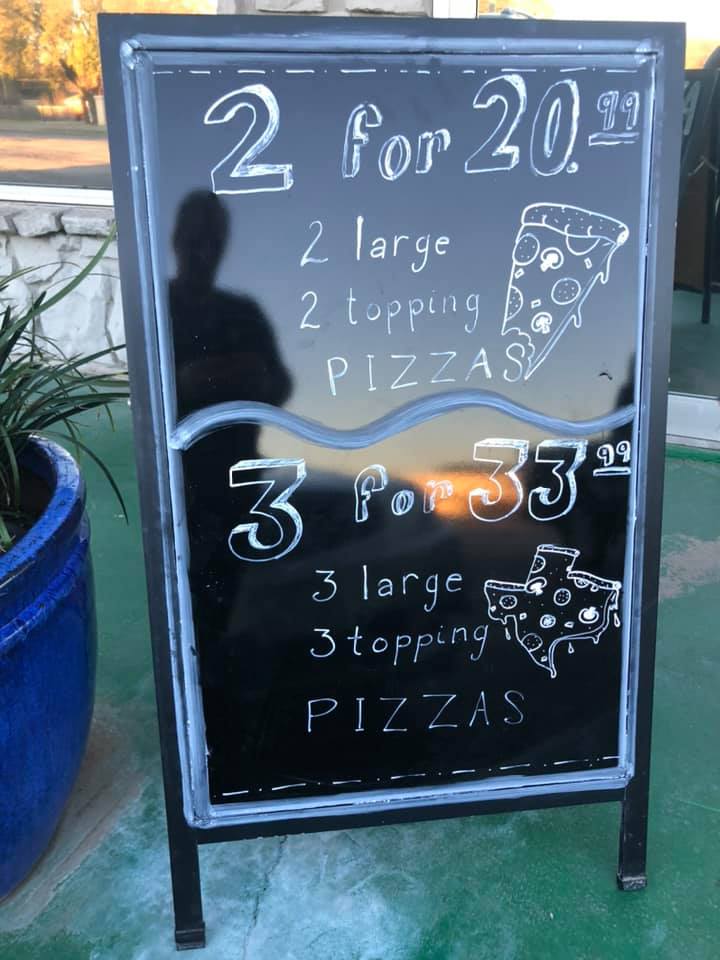 2 for 20.99
2 large
2 topping
PIZZAS
3 for 33 99
3 large
3 topping
PIZZAS